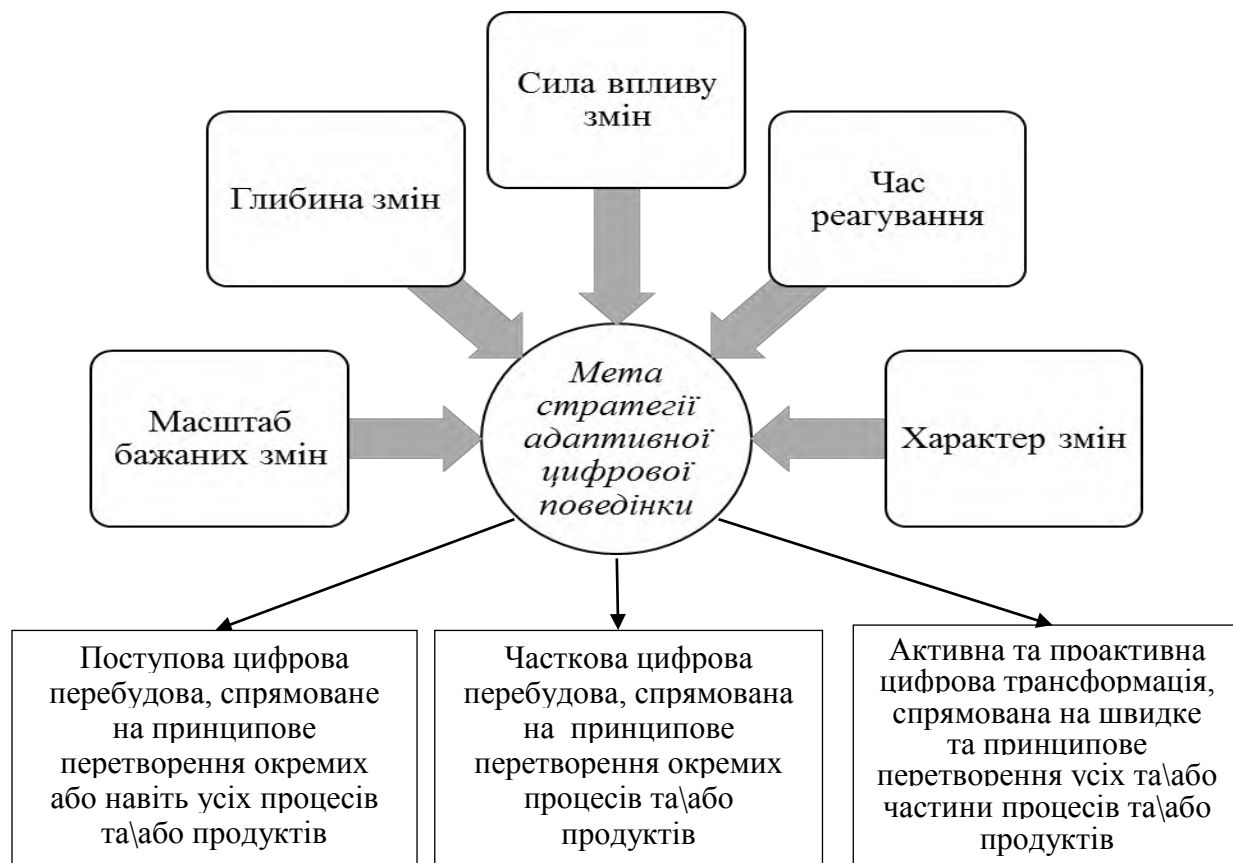 Сила впливу
змін
Глибина змін
Час
реагування
Масштаб
бажаних змін
Мета
стратегії
адаптивної
цифрової
поведінки
Характер змін
Поступова цифрова
перебудова, спрямоване
на принципове
перетворення окремих
або навіть усіх процесів
та\або продуктів
Часткова цифрова
перебудова, спрямована
на принципове
перетворення окремих
процесів та\або
продуктів
Активна та проактивна
цифрова трансформація,
спрямована на швидке
та принципове
перетворення усіх та\або
частини процесів та\або
продуктів